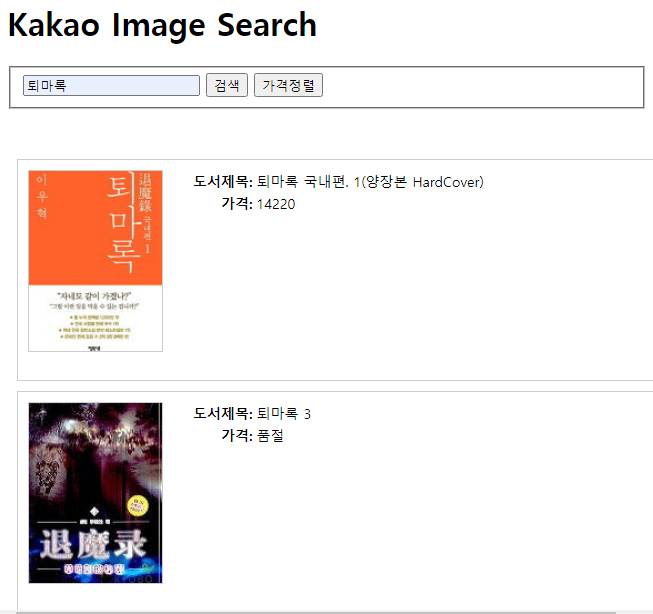 Kakao Image Search
퇴마록 검색 가격정렬
이우혁
퇴마록
退魔錄
국내편 1
"자네도 같이 가겠나?"
도서제목: 퇴마록 국내편. 1(양장본 HardCover)
가격: 14220
退魔录
도서제목: 퇴마록 3
가격: 품절